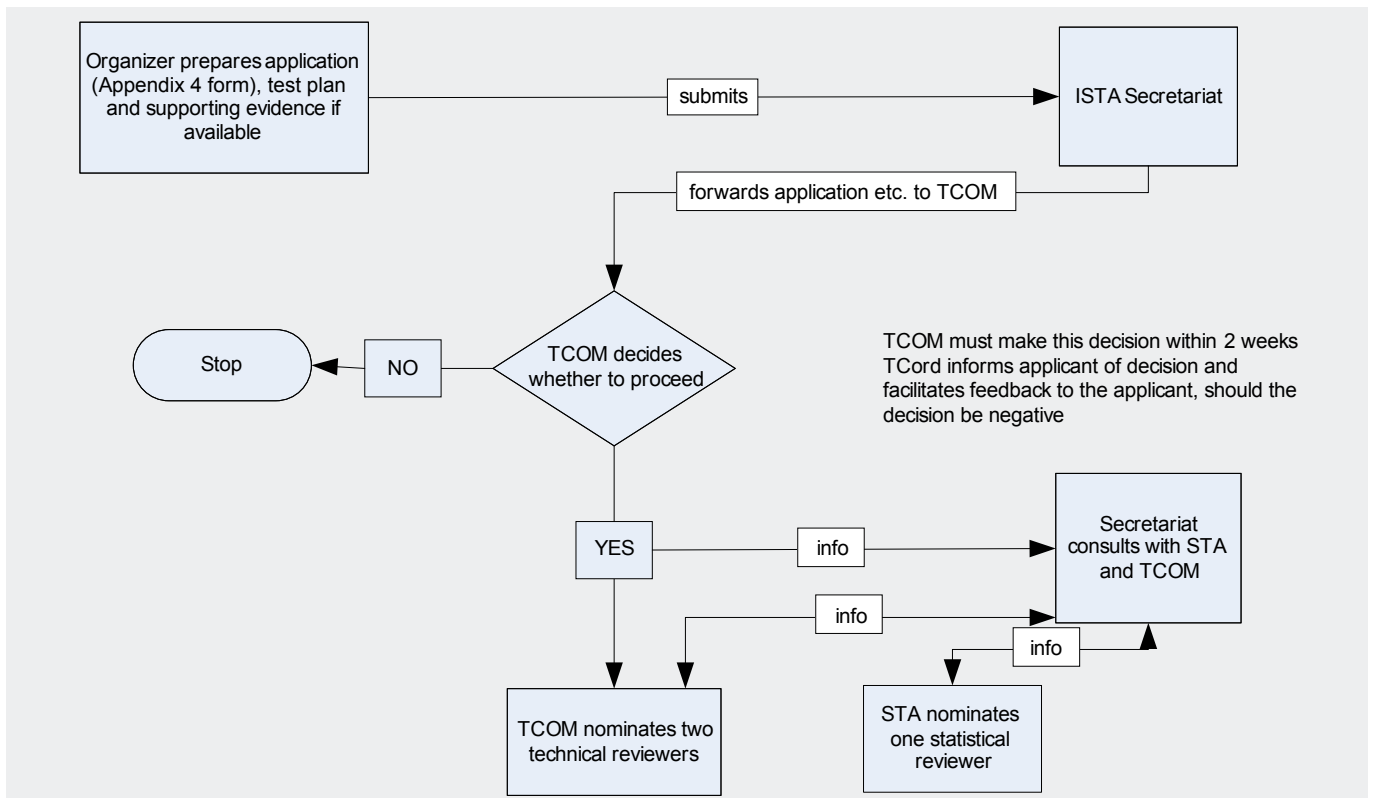 Organizer prepares application
(Appendix 4 form), test plan
and supporting evidence if
available
submits
ISTA Secretariat
forwards application etc. to TCOM
TCOM decides
whether to proceed
NO
Stop
TCOM must make this decision within 2 weeks
TCord informs applicant of decision and
facilitates feedback to the applicant, should the
decision be negative
YES
info
Secretariat
consults with STA
and TCOM
info
info
TCOM nominates two
technical reviewers
STA nominates
one statistical
reviewer